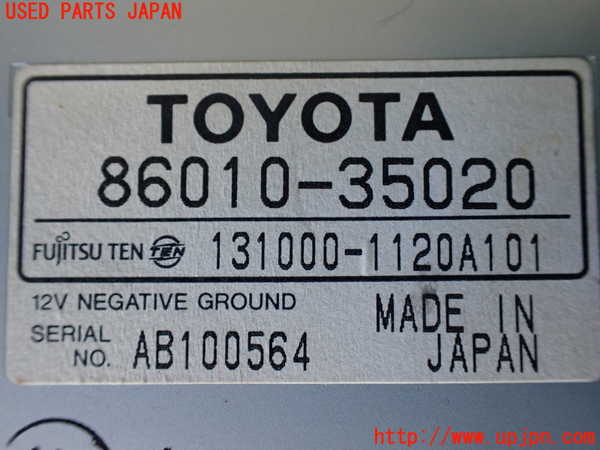 USED PARTS JAPAN
TOYOTA
86010-35020
FUJITSU TEN TEN 131000-1120A101
12V NEGATIVE GROUND
SERIAL NO. AB100564
MADE IN JAPAN
https://www.upjpn.com/